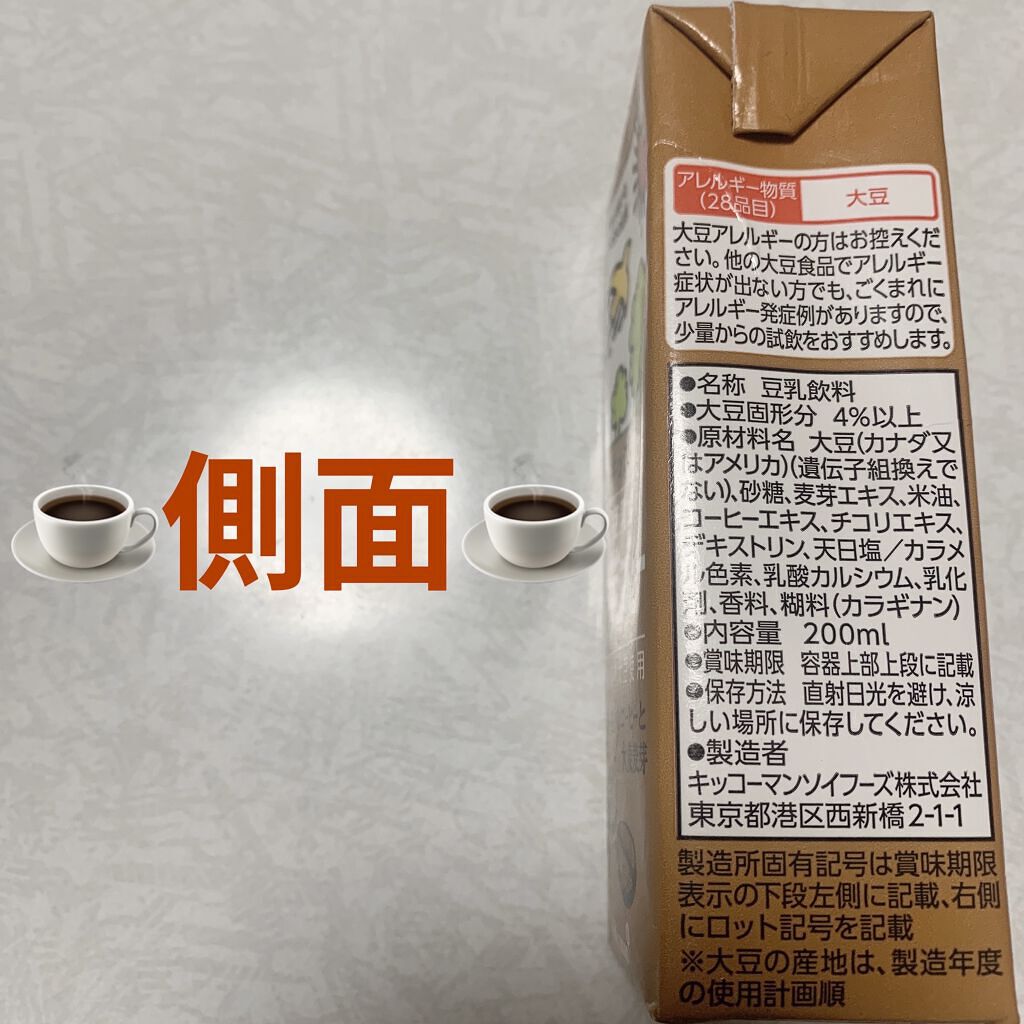 側面
アレルギー物質
(28品目)
大豆
大豆アレルギーの方はお控えくだ
さい。他の大豆食品でアレルギー
症状が出ない方でも、ごくまれに
アレルギー発症例がありますので、
少量からの試飲をおすすめします。
●名称 豆乳飲料
●大豆固形分 4%以上
●原材料名 大豆(カナダ又
はアメリカ)(遺伝子組換えで
ない)、砂糖、麦芽エキス、米油、
コーヒーエキス、チコリエキス、
デキストリン、天日塩/カラメ
ル色素、乳酸カルシウム、乳化
剤、香料、糊料(カラギナン)
●内容量 200ml
●賞味期限 容器上部上段に記載
●保存方法 直射日光を避け、涼
しい場所に保存してください。
●製造者
キッコーマンソイフーズ株式会社
東京都港区西新橋2-1-1
製造所固有記号は賞味期限
表示の下段左側に記載、右側
にロット記号を記載
※大豆の産地は、製造年度
の使用計画順